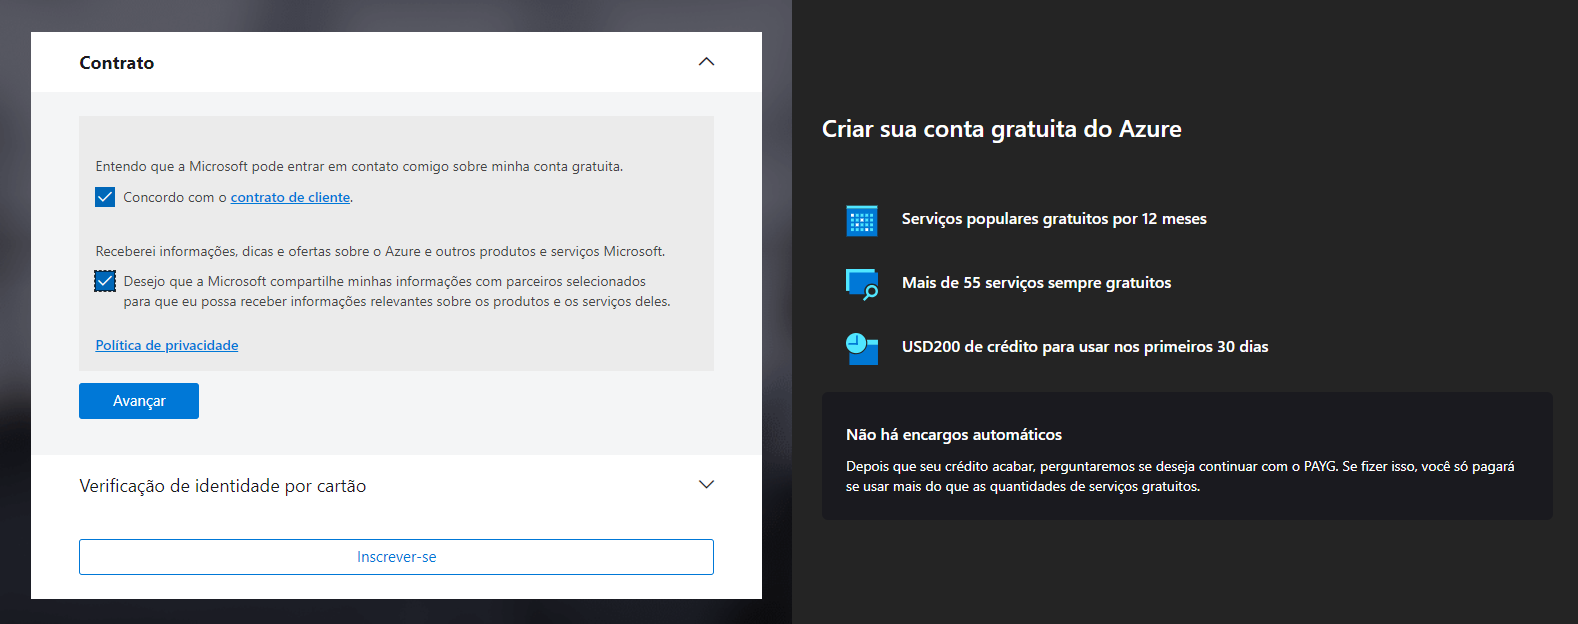 Contrato
Entendo que a Microsoft pode entrar em contato comigo sobre minha conta gratuita.
Concordo com o contrato de cliente.
Receberei informações, dicas e ofertas sobre o Azure e outros produtos e serviços Microsoft.
Desejo que a Microsoft compartilhe minhas informações com parceiros selecionados
para que eu possa receber informações relevantes sobre os produtos e os serviços deles.
Política de privacidade
Avançar
Verificação de identidade por cartão
Inscrever-se
Criar sua conta gratuita do Azure
Serviços populares gratuitos por 12 meses
Mais de 55 serviços sempre gratuitos
USD200 de crédito para usar nos primeiros 30 dias
Não há encargos automáticos
Depois que seu crédito acabar, perguntaremos se deseja continuar com o PAYG. Se fizer isso, você só pagará
se usar mais do que as quantidades de serviços gratuitos.